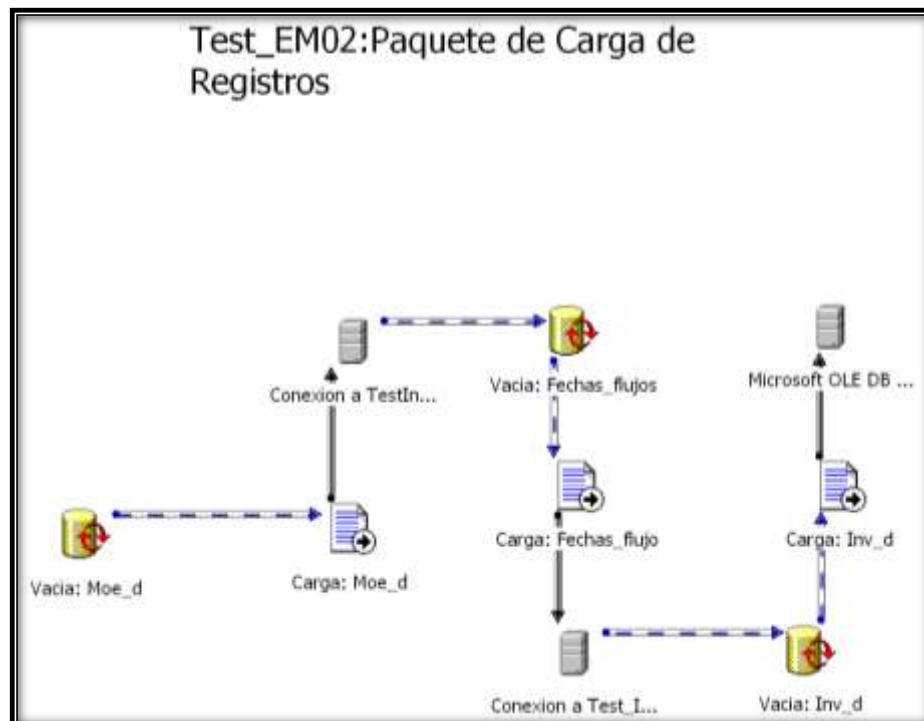 Test_EM02:Paquete de Carga de
Registros
Conexion a TestIn...
Vacia: Fechas_flujos
Microsoft OLE DB ...
Vacia: Moe_d
Carga: Moe_d
Carga: Fechas_flujo
Carga: Inv_d
Conexion a Test_I...
Vacia: Inv_d